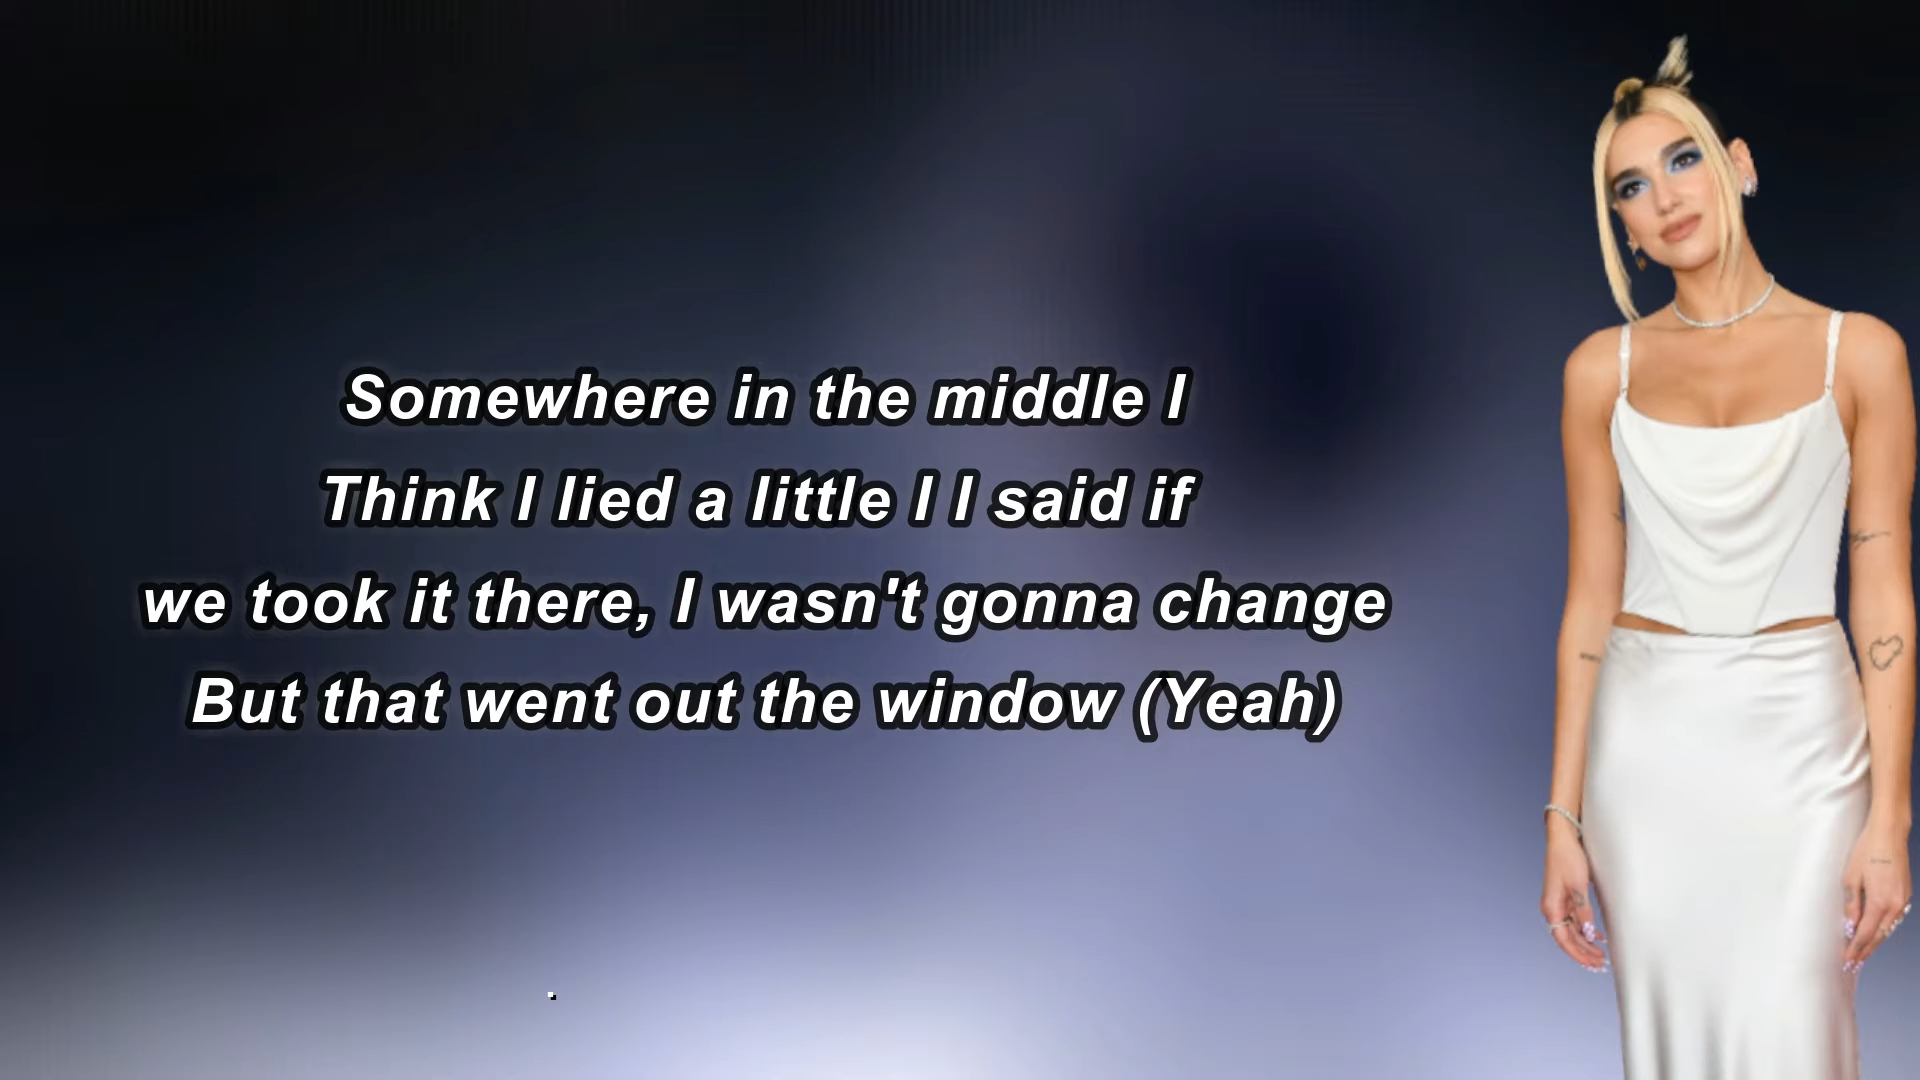 Somewhere in the middle I
Think I lied a little I I said if
we took it there, I wasn't gonna change
But that went out the window (Yeah)